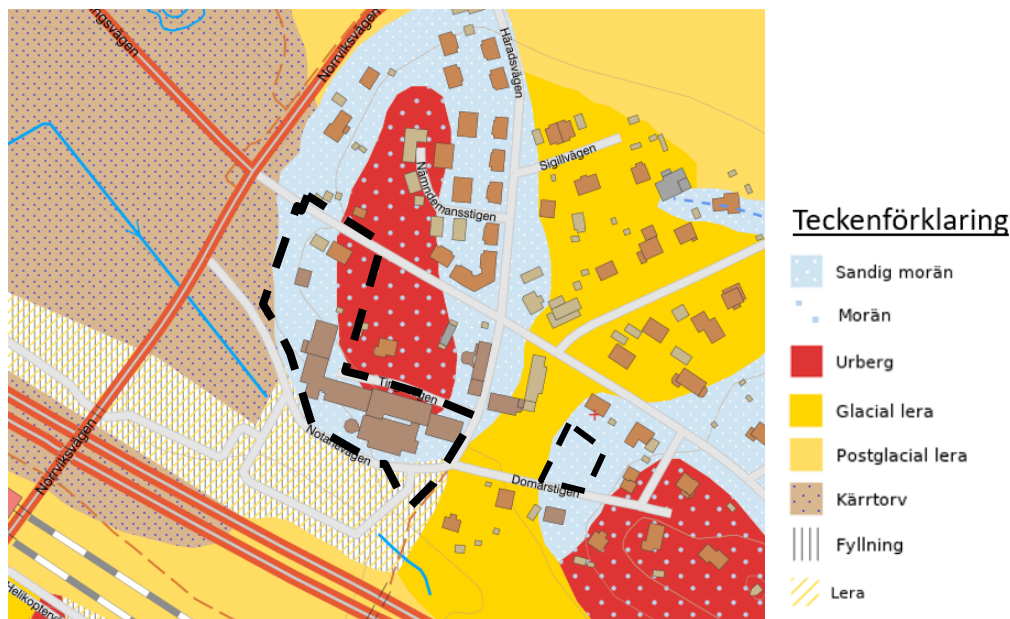 ngsvägen
Norrviksvägen
Häradsvägen
Sigillvägen
Nämndemansstigen
Teckenförklaring
Sandig morän
Morän
Urberg
Glacial lera
Postglacial lera
Kärrtorv
Fyllning
Lera
Notarievägen
Norrviksvägen
Domarstigen